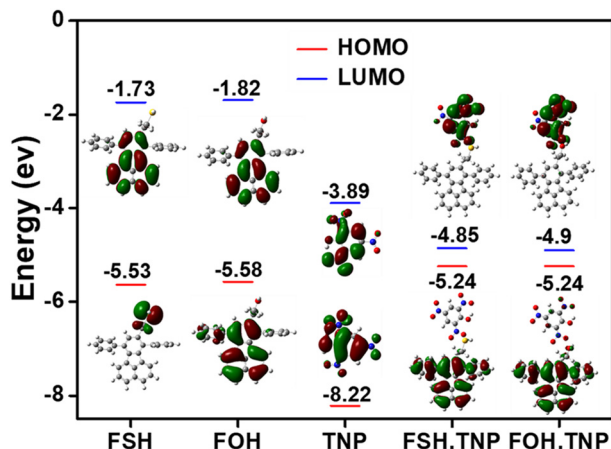 0
-2
-4
-6
-8
Energy (ev)
HOMO
LUMO
-1.73
-1.82
-3.89
-4.85
-4.9
-5.53
-5.58
-5.24
-5.24
-8.22
FSH
FOH
TNP
FSH.TNP
FOH.TNP